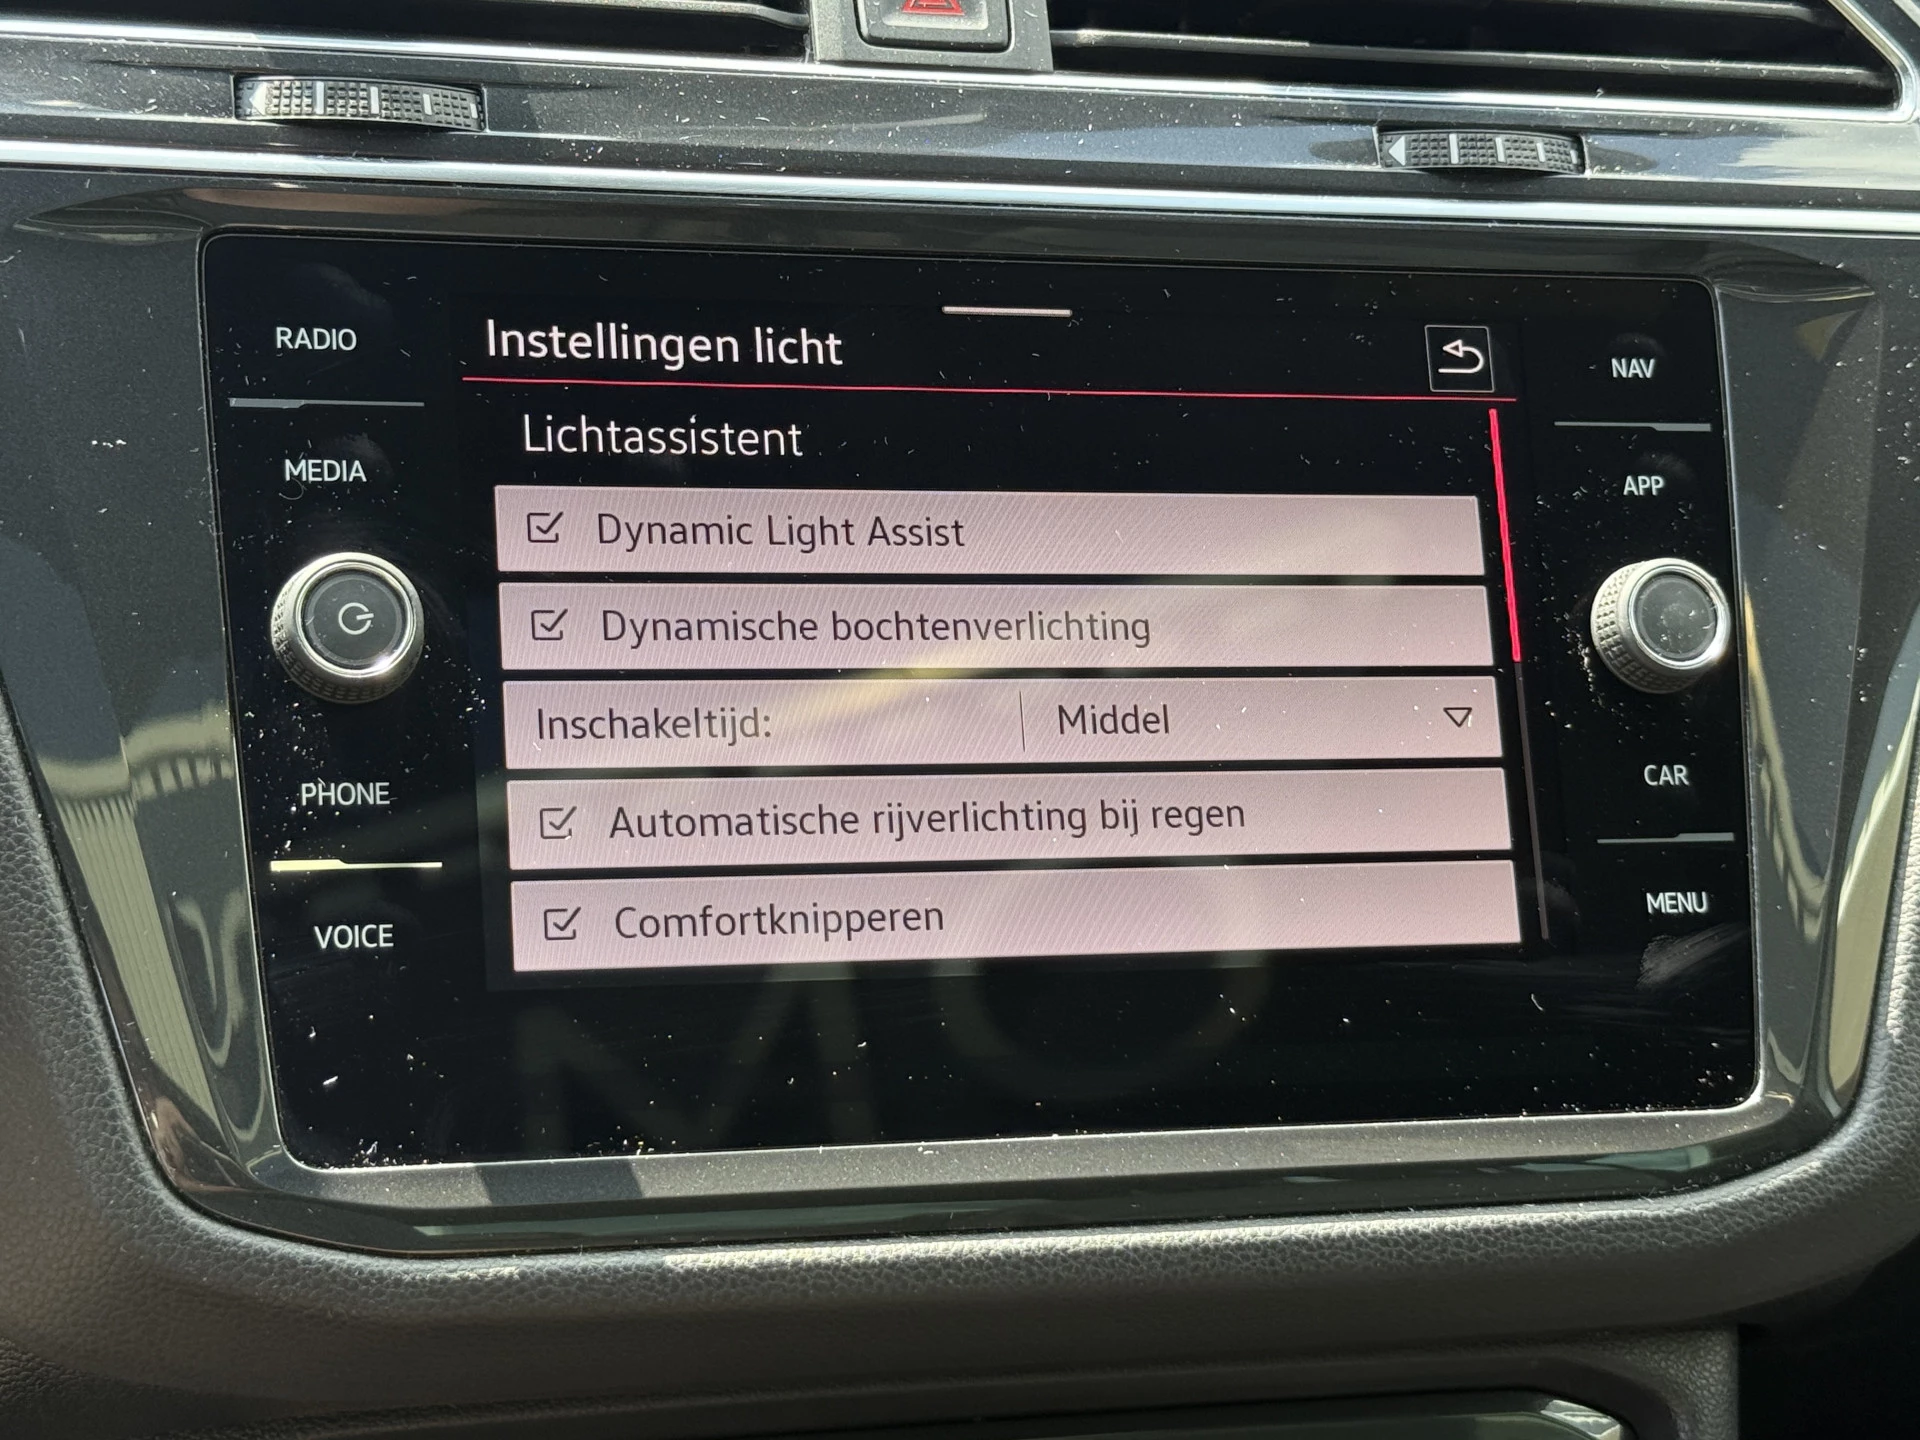 RADIO
MEDIA
PHONE
VOICE
Instellingen licht
Lichtassistent
Dynamic Light Assist
Dynamische bochtenverlichting
Inschakeltijd: Middel
Automatische rijverlichting bij regen
Comfortknipperen
NAV
APP
CAR
MENU